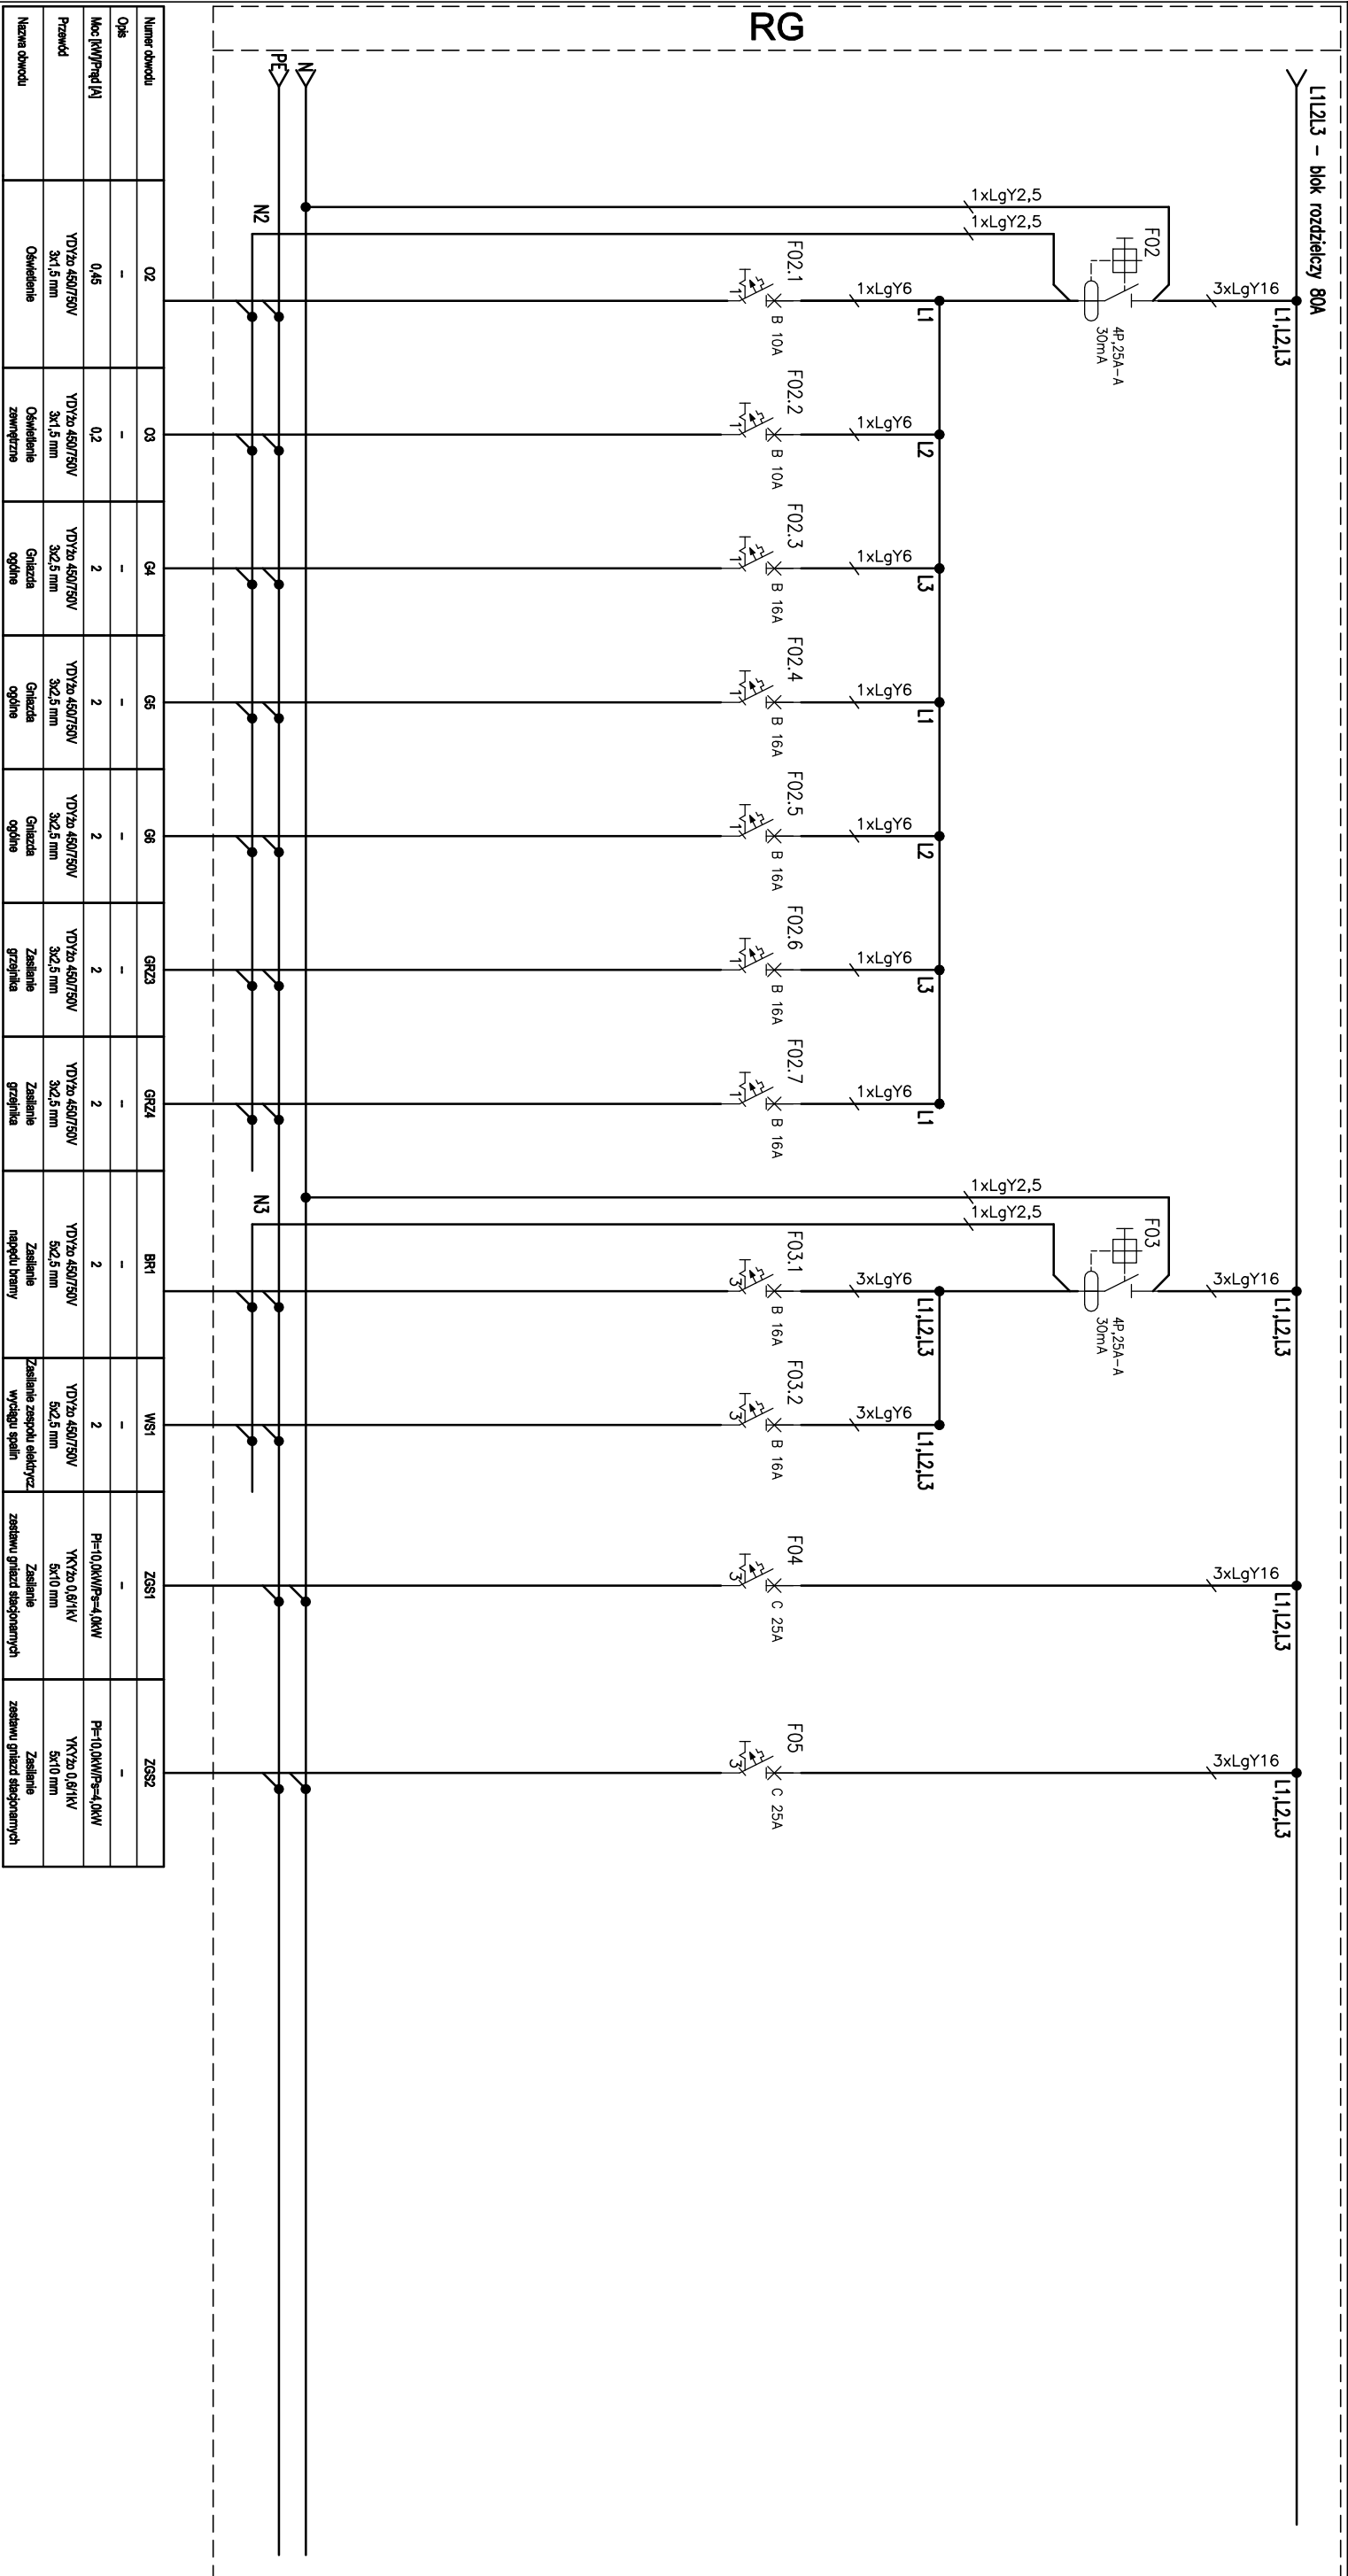 RG
L1L2L3 - blok rozdzielczy 80A
3xLgY16
L1,L2,L3
F02
4P,25A-A
30mA
1xLgY2,5
1xLgY2,5
1xLgY6
L1
F02.1
B 10A
1xLgY6
L2
F02.2
B 10A
1xLgY6
L3
F02.3
B 16A
1xLgY6
L1
F02.4
B 16A
1xLgY6
L2
F02.5
B 16A
1xLgY6
L3
F02.6
B 16A
1xLgY6
L1
F02.7
B 16A
3xLgY16
L1,L2,L3
F03
4P,25A-A
30mA
1xLgY2,5
1xLgY2,5
3xLgY6
L1,L2,L3
F03.1
B 16A
3xLgY6
L1,L2,L3
F03.2
B 16A
3xLgY16
L1,L2,L3
F04
C 25A
3xLgY16
L1,L2,L3
F05
C 25A
1
1
1
1
1
1
1
3
3
3
3
N
PE
N2
N3
Numer obwodu
O2
O3
G4
G5
G6
GRZ3
GRZ4
BR1
WS1
ZGS1
ZGS2
Opis
-
-
-
-
-
-
-
-
-
-
-
Moc [kW]/Prąd [A]
0,45
0,2
2
2
2
2
2
2
2
Pi=10,0kW/Ps=4,0kW
Pi=10,0kW/Ps=4,0kW
Przewód
YDYżo 450/750V
3x1,5 mm
YDYżo 450/750V
3x1,5 mm
YDYżo 450/750V
3x2,5 mm
YDYżo 450/750V
3x2,5 mm
YDYżo 450/750V
3x2,5 mm
YDYżo 450/750V
3x2,5 mm
YDYżo 450/750V
3x2,5 mm
YDYżo 450/750V
5x2,5 mm
YDYżo 450/750V
5x2,5 mm
YKYżo 0,6/1kV
5x10 mm
YKYżo 0,6/1kV
5x10 mm
Nazwa obwodu
Oświetlenie
Oświetlenie
zewnętrzne
Gniazda
ogólne
Gniazda
ogólne
Gniazda
ogólne
Zasilanie
grzejnika
Zasilanie
grzejnika
Zasilanie
napędu bramy
Zasilanie zespołu elektrycz.
wyciągu spalin
Zasilanie
zestawu gniazd stacjonarnych
Zasilanie
zestawu gniazd stacjonarnych